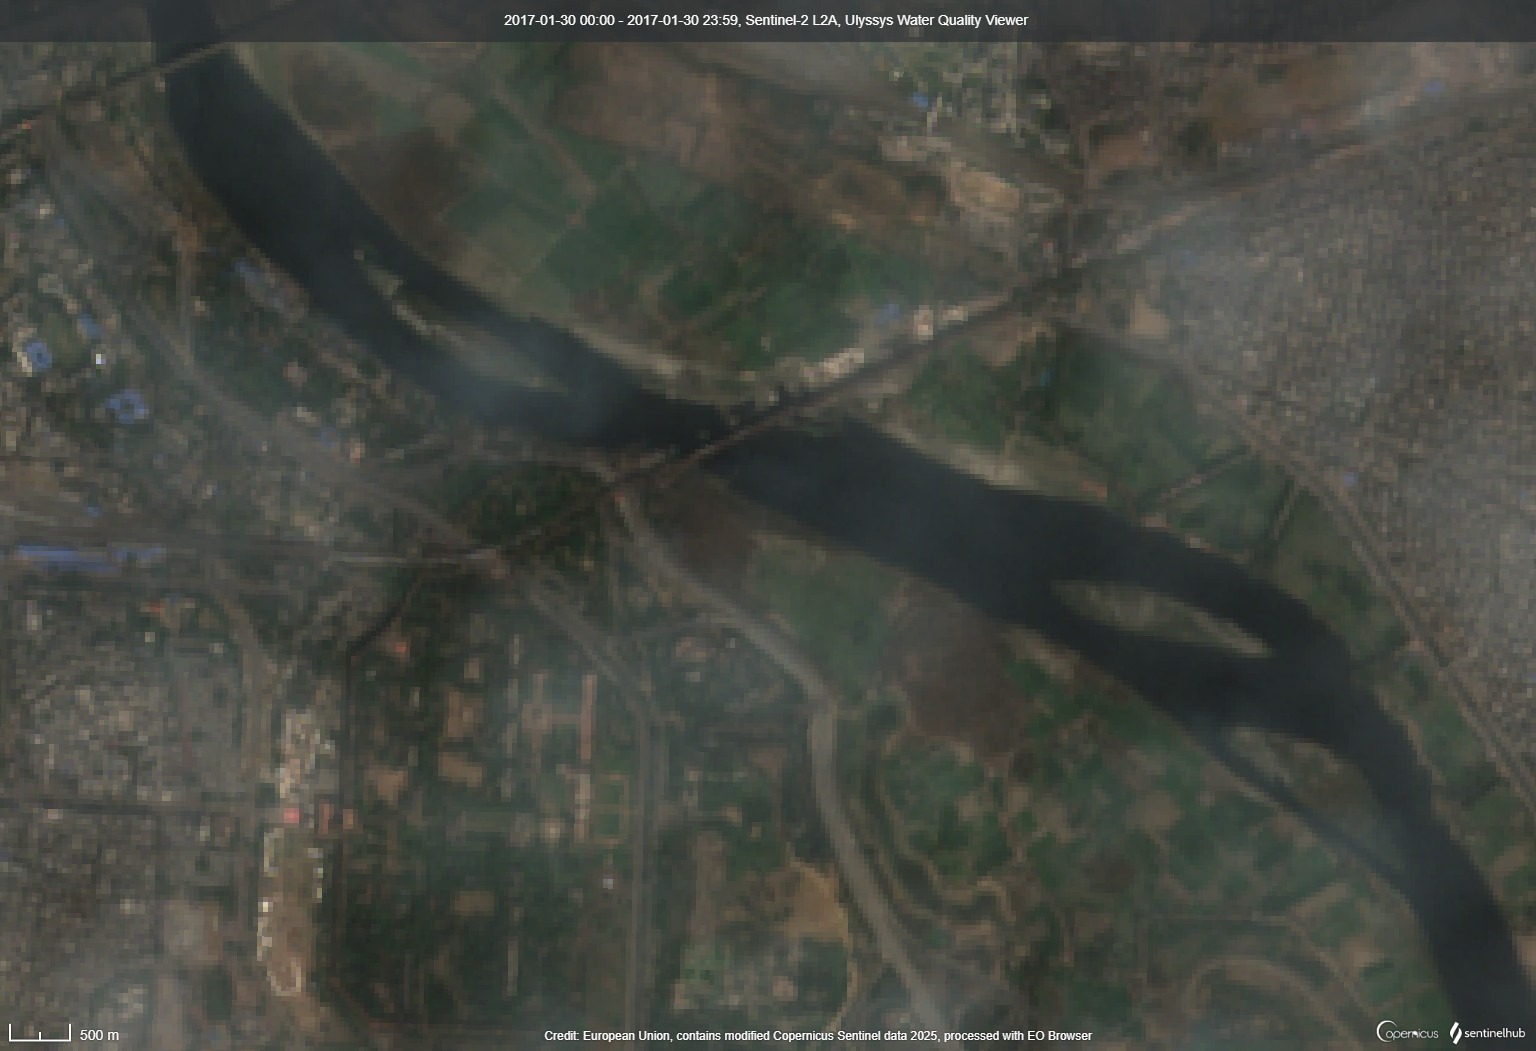 2017-01-30 00:00 - 2017-01-30 23:59, Sentinel-2 L2A, Ulyssys Water Quality Viewer
500 m
Credit: European Union, contains modified Copernicus Sentinel data 2025, processed with EO Browser
Copernicus
sentinelhub